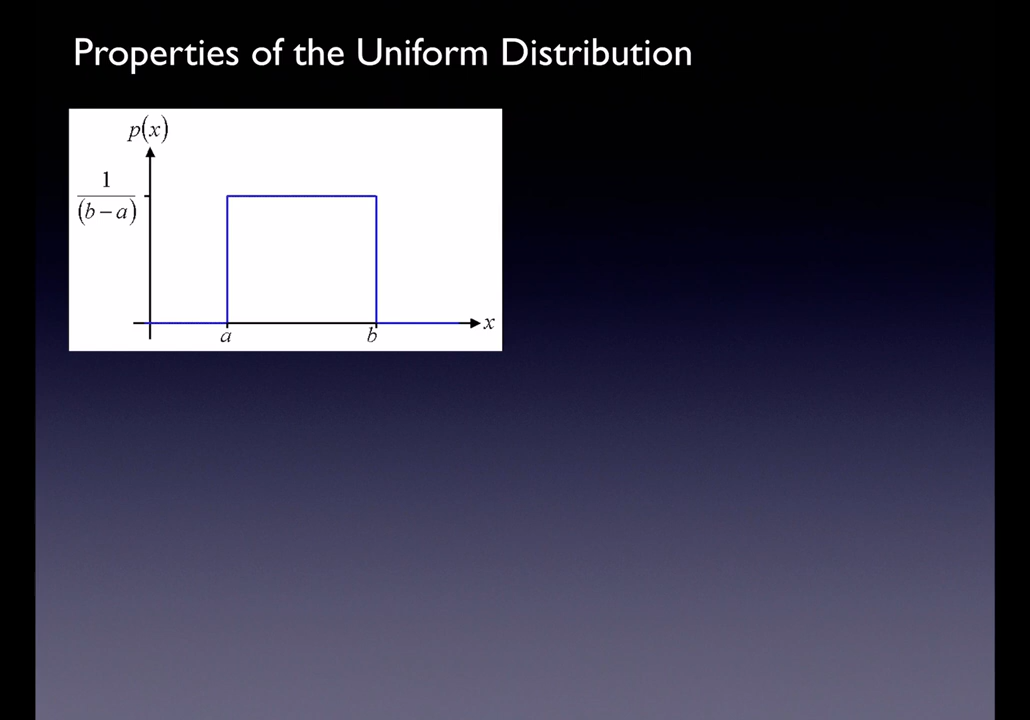 Properties of the Uniform Distribution
p(x)
1
(b – a)
a
b
x